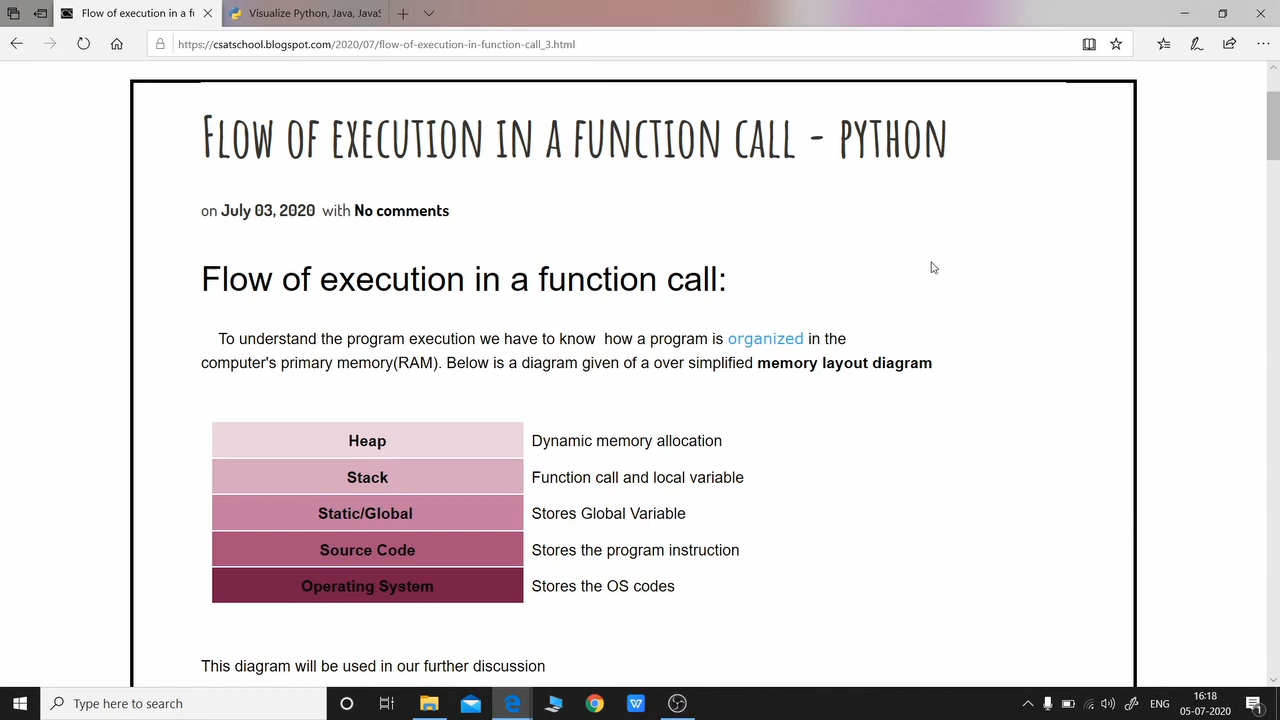 Flow of execution in a f
Visualize Python, Java, JavaS
https://csatschool.blogspot.com/2020/07/flow-of-execution-in-function-call_3.html
Flow of execution in a function call - python
on July 03, 2020 with No comments
Flow of execution in a function call:
To understand the program execution we have to know how a program is organized in the
computer's primary memory(RAM). Below is a diagram given of a over simplified memory layout diagram
Heap Dynamic memory allocation
Stack Function call and local variable
Static/Global Stores Global Variable
Source Code Stores the program instruction
Operating System Stores the OS codes
This diagram will be used in our further discussion
Type here to search
ENG
16:18
05-07-2020